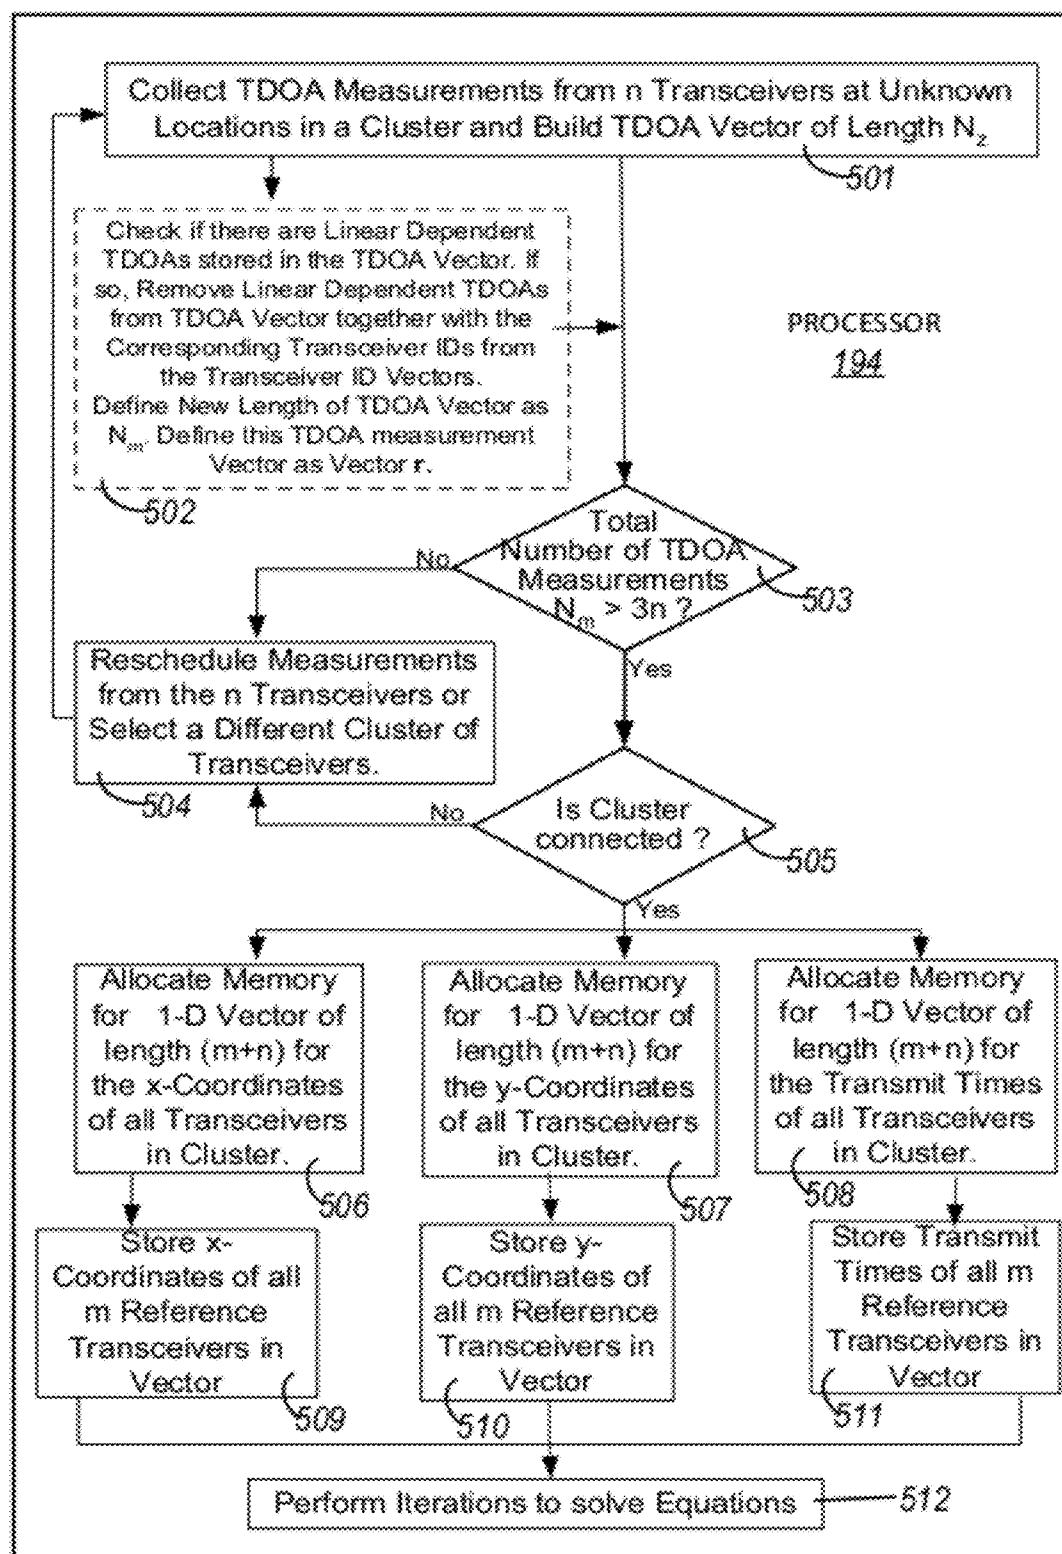 Collect TDOA Measurements from n Transceivers at Unknown
Locations in a Cluster and Build TDOA Vector of Length N_z
501
Check if there are Linear Dependent
TDOAs stored in the TDOA Vector. If
so, Remove Linear Dependent TDOAs
from TDOA Vector together with the
Corresponding Transceiver IDs from
the Transceiver ID Vectors.
Define New Length of TDOA Vector as
N_m. Define this TDOA measurement
Vector as Vector r.
502
PROCESSOR
194
Total
Number of TDOA
Measurements
N_m > 3n ?
503
No
Yes
Reschedule Measurements
from the n Transceivers or
Select a Different Cluster of
Transceivers.
504
Is Cluster
connected ?
505
No
Yes
Allocate Memory
for 1-D Vector of
length (m+n) for
the x-Coordinates
of all Transceivers
in Cluster.
506
Allocate Memory
for 1-D Vector of
length (m+n) for
the y-Coordinates
of all Transceivers
in Cluster.
507
Allocate Memory
for 1-D Vector of
length (m+n) for
the Transmit Times
of all Transceivers
in Cluster.
508
Store x-
Coordinates of all
m Reference
Transceivers in
Vector
509
Store y-
Coordinates of
all m Reference
Transceivers in
Vector
510
Store Transmit
Times of all m
Reference
Transceivers in
Vector
511
Perform Iterations to solve Equations
512